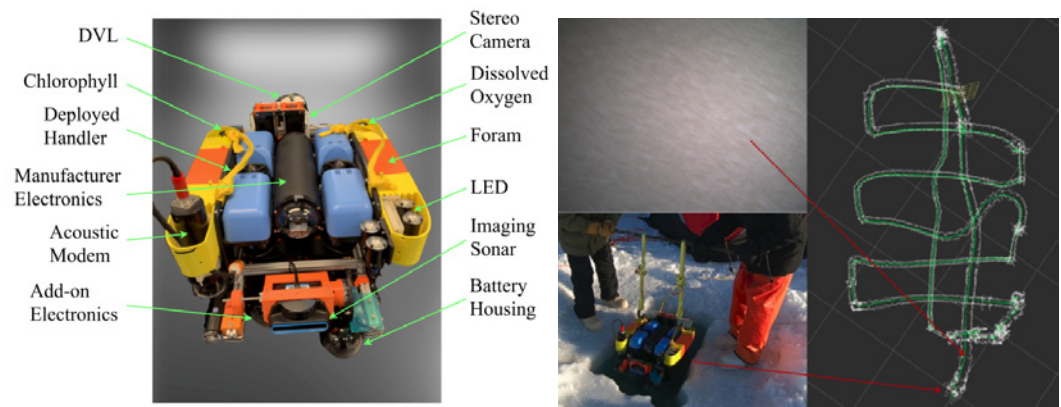 DVL
Chlorophyll
Deployed
Handler
Manufacturer
Electronics
Acoustic
Modem
Add-on
Electronics
Stereo
Camera
Dissolved
Oxygen
Foram
LED
Imaging
Sonar
Battery
Housing